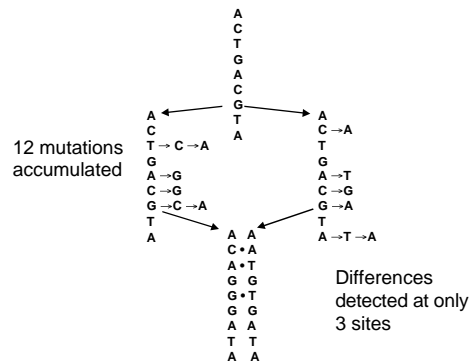 A
C
T
G
A
C
G
T
A
12 mutations
accumulated
A
C
T → C → A
G
A → G
C → G
G → C → A
T
A
A
C → A
T
G
A → T
C → G
G → A
T
A → T → A
A A
C • A
A • T
G G
G • T
G G
A A
T T
A A
Differences
detected at only
3 sites